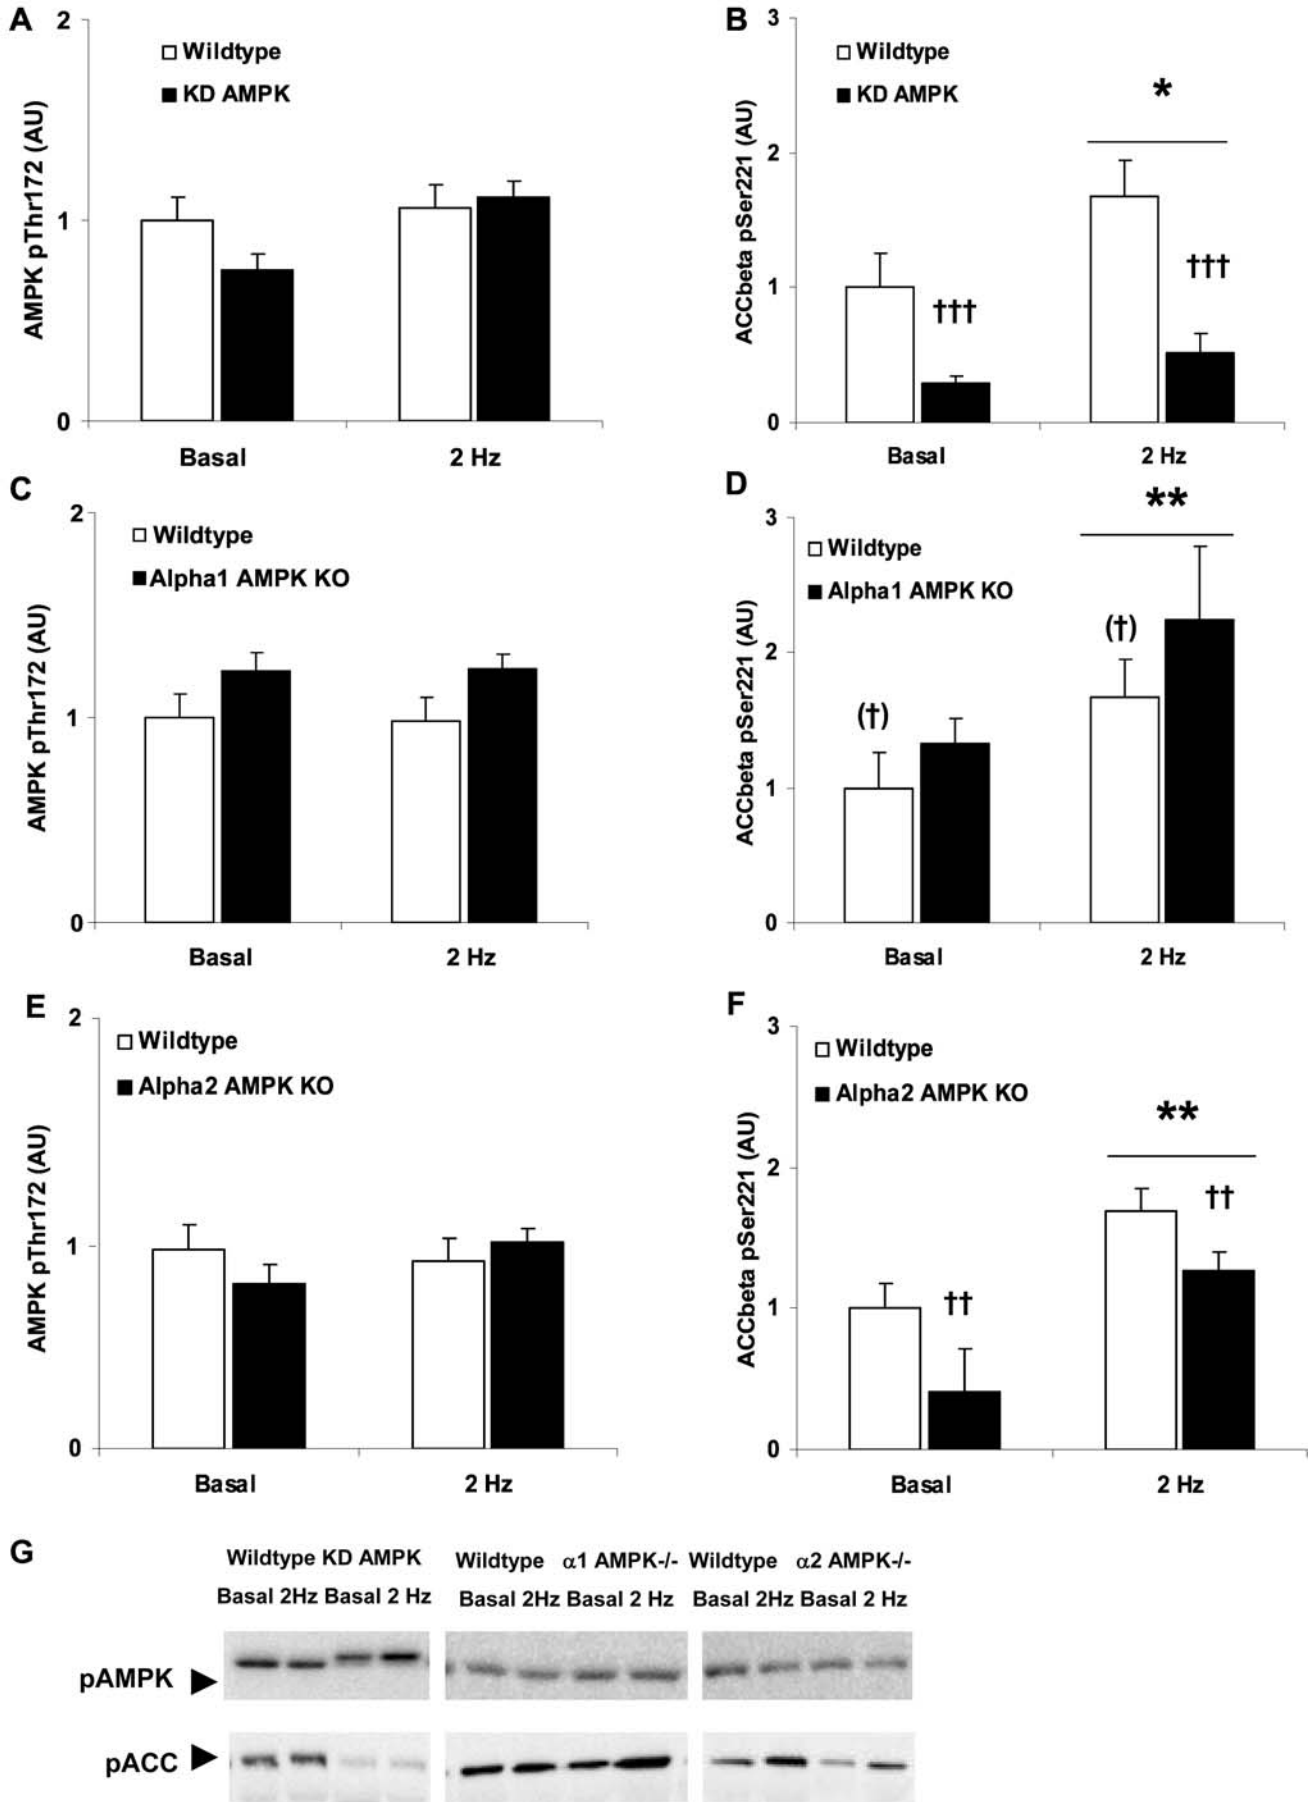 A
2
Wildtype
KD AMPK
AMPK pThr172 (AU)
1
0
Basal 2 Hz
B
3
Wildtype
KD AMPK
*
ACCbeta pSer221 (AU)
2
†††
†††
1
0
Basal 2 Hz
C
2
Wildtype
Alpha1 AMPK KO
AMPK pThr172 (AU)
1
0
Basal 2 Hz
D
**
3
Wildtype
Alpha1 AMPK KO
ACCbeta pSer221 (AU)
(†)
2
(†)
1
0
Basal 2 Hz
E
2
Wildtype
Alpha2 AMPK KO
AMPK pThr172 (AU)
1
0
Basal 2 Hz
F
3
Wildtype
Alpha2 AMPK KO
**
ACCbeta pSer221 (AU)
2
††
††
1
0
Basal 2 Hz
G
Wildtype KD AMPK Wildtype α1 AMPK-/- Wildtype α2 AMPK-/-
Basal 2Hz Basal 2 Hz Basal 2Hz Basal 2 Hz Basal 2Hz Basal 2 Hz
pAMPK
pACC